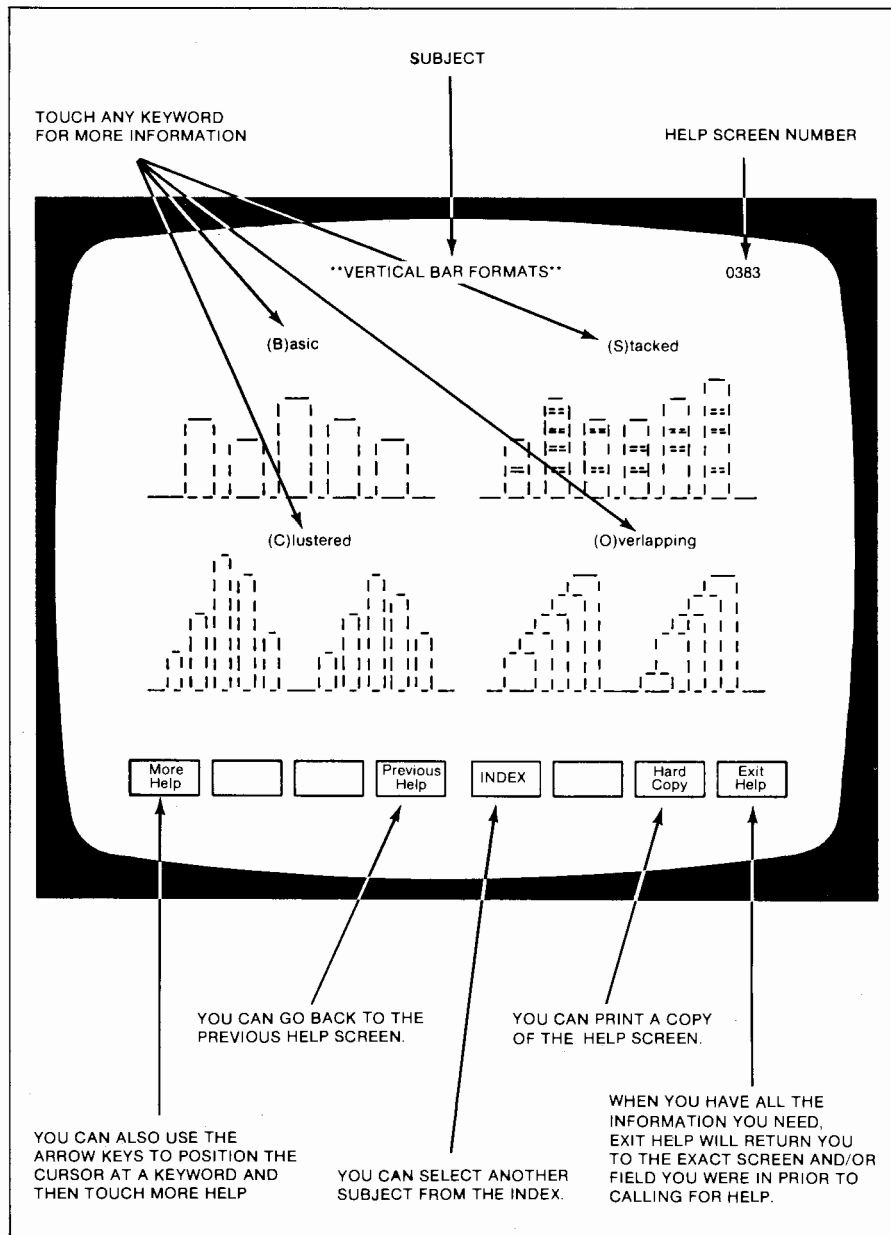 SUBJECT
TOUCH ANY KEYWORD
FOR MORE INFORMATION
HELP SCREEN NUMBER
**VERTICAL BAR FORMATS**
0383
(B)asic
(S)tacked
(C)lustered
(O)verlapping
More
Help
Previous
Help
INDEX
Hard
Copy
Exit
Help
YOU CAN GO BACK TO THE
PREVIOUS HELP SCREEN.
YOU CAN PRINT A COPY
OF THE HELP SCREEN.
YOU CAN ALSO USE THE
ARROW KEYS TO POSITION THE
CURSOR AT A KEYWORD AND
THEN TOUCH MORE HELP
YOU CAN SELECT ANOTHER
SUBJECT FROM THE INDEX.
WHEN YOU HAVE ALL THE
INFORMATION YOU NEED,
EXIT HELP WILL RETURN YOU
TO THE EXACT SCREEN AND/OR
FIELD YOU WERE IN PRIOR TO
CALLING FOR HELP.